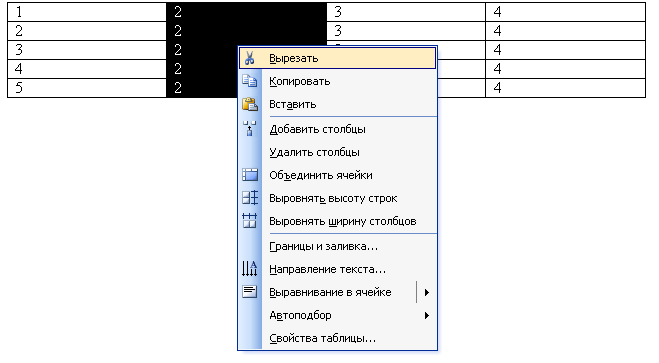 1 2 3 4
2 2 3 4
3 2 4
4 2 4
5 2 4
Вырезать
Копировать
Вставить
Добавить столбцы
Удалить столбцы
Объединить ячейки
Выровнять высоту строк
Выровнять ширину столбцов
Границы и заливка...
Направление текста...
Выравнивание в ячейке
Автоподбор
Свойства таблицы...